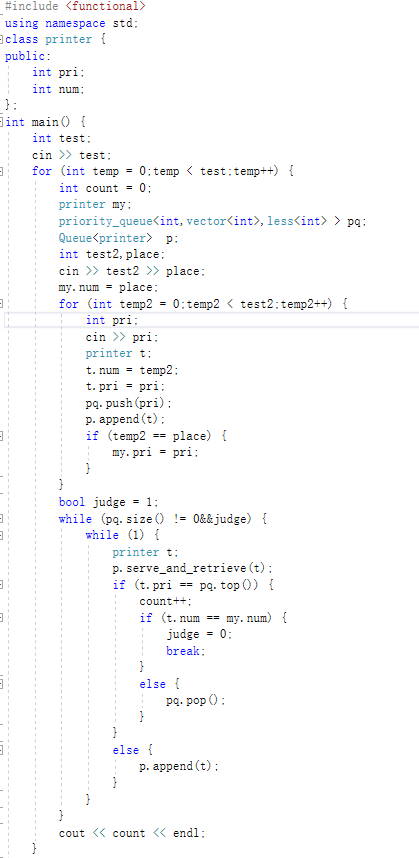 #include <functional>
using namespace std;
class printer {
public:
    int pri;
    int num;
};
int main() {
    int test;
    cin >> test;
    for (int temp = 0;temp < test;temp++) {
        int count = 0;
        printer my;
        priority_queue<int,vector<int>,less<int> > pq;
        Queue<printer>  p;
        int test2,place;
        cin >> test2 >> place;
        my.num = place;
        for (int temp2 = 0;temp2 < test2;temp2++) {
            int pri;
            cin >> pri;
            printer t;
            t.num = temp2;
            t.pri = pri;
            pq.push(pri);
            p.append(t);
            if (temp2 == place) {
                my.pri = pri;
            }
        }
        bool judge = 1;
        while (pq.size() != 0&&judge) {
            while (1) {
                printer t;
                p.serve_and_retrieve(t);
                if (t.pri == pq.top()) {
                    count++;
                    if (t.num == my.num) {
                        judge = 0;
                        break;
                    }
                    else {
                        pq.pop();
                    }
                }
                else {
                    p.append(t);
                }
            }
        }
        cout << count << endl;
    }